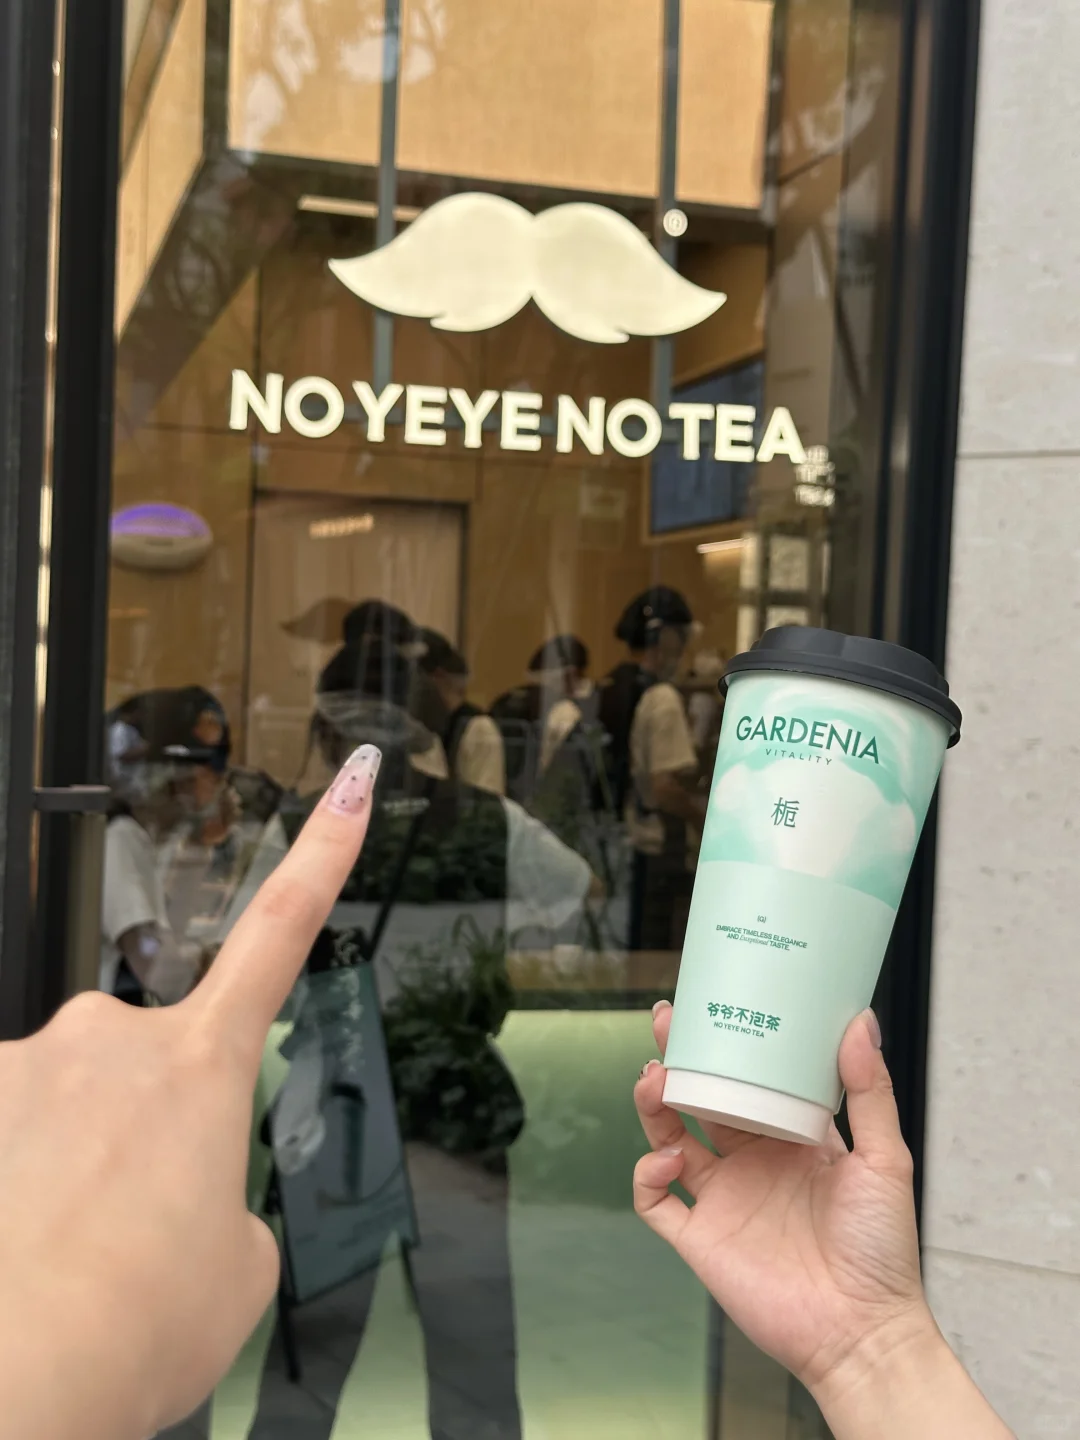 NO YEYE NO TEA
GARDENIA
VITALITY
栀
EMBRACE TIMELESS ELEGANCE
AND Exceptional TASTE.
爷爷不泡茶
NO YEYE NO TEA